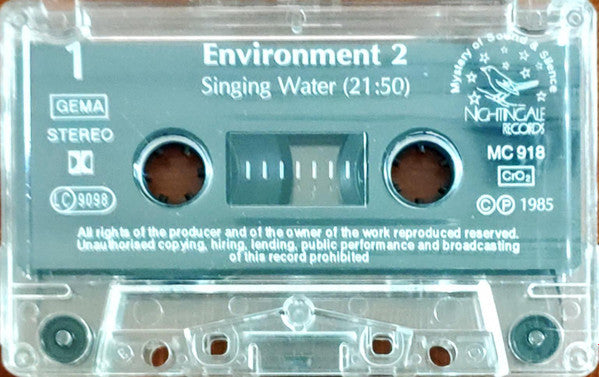 1
Environment 2
Singing Water (21:50)
Mystery of Sound & Silence
NIGHTINGALE
RECORDS
GEMA
STEREO
LC 9098
MC 918
CrO₂
© ℗ 1985
All rights of the producer and of the owner of the work reproduced reserved.
Unauthorised copying, hiring, lending, public performance and broadcasting
of this record prohibited